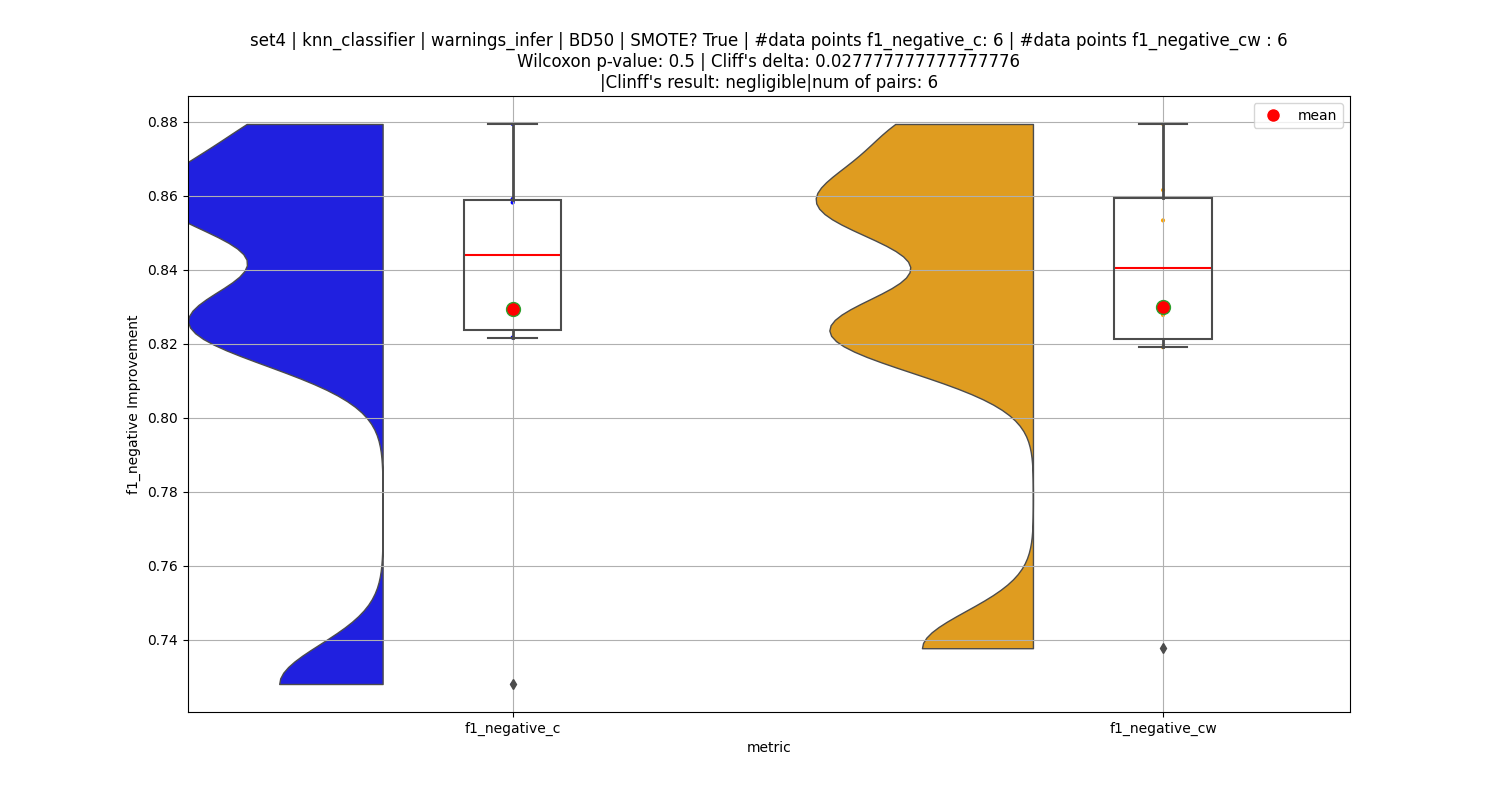 set4 | knn_classifier | warnings_infer | BD50 | SMOTE? True | #data points f1_negative_c: 6 | #data points f1_negative_cw : 6
Wilcoxon p-value: 0.5 | Cliff's delta: 0.027777777777777776
|Clinff's result: negligible|num of pairs: 6
mean
0.88
0.86
0.84
0.82
0.80
0.78
0.76
0.74
f1_negative Improvement
f1_negative_c
f1_negative_cw
metric